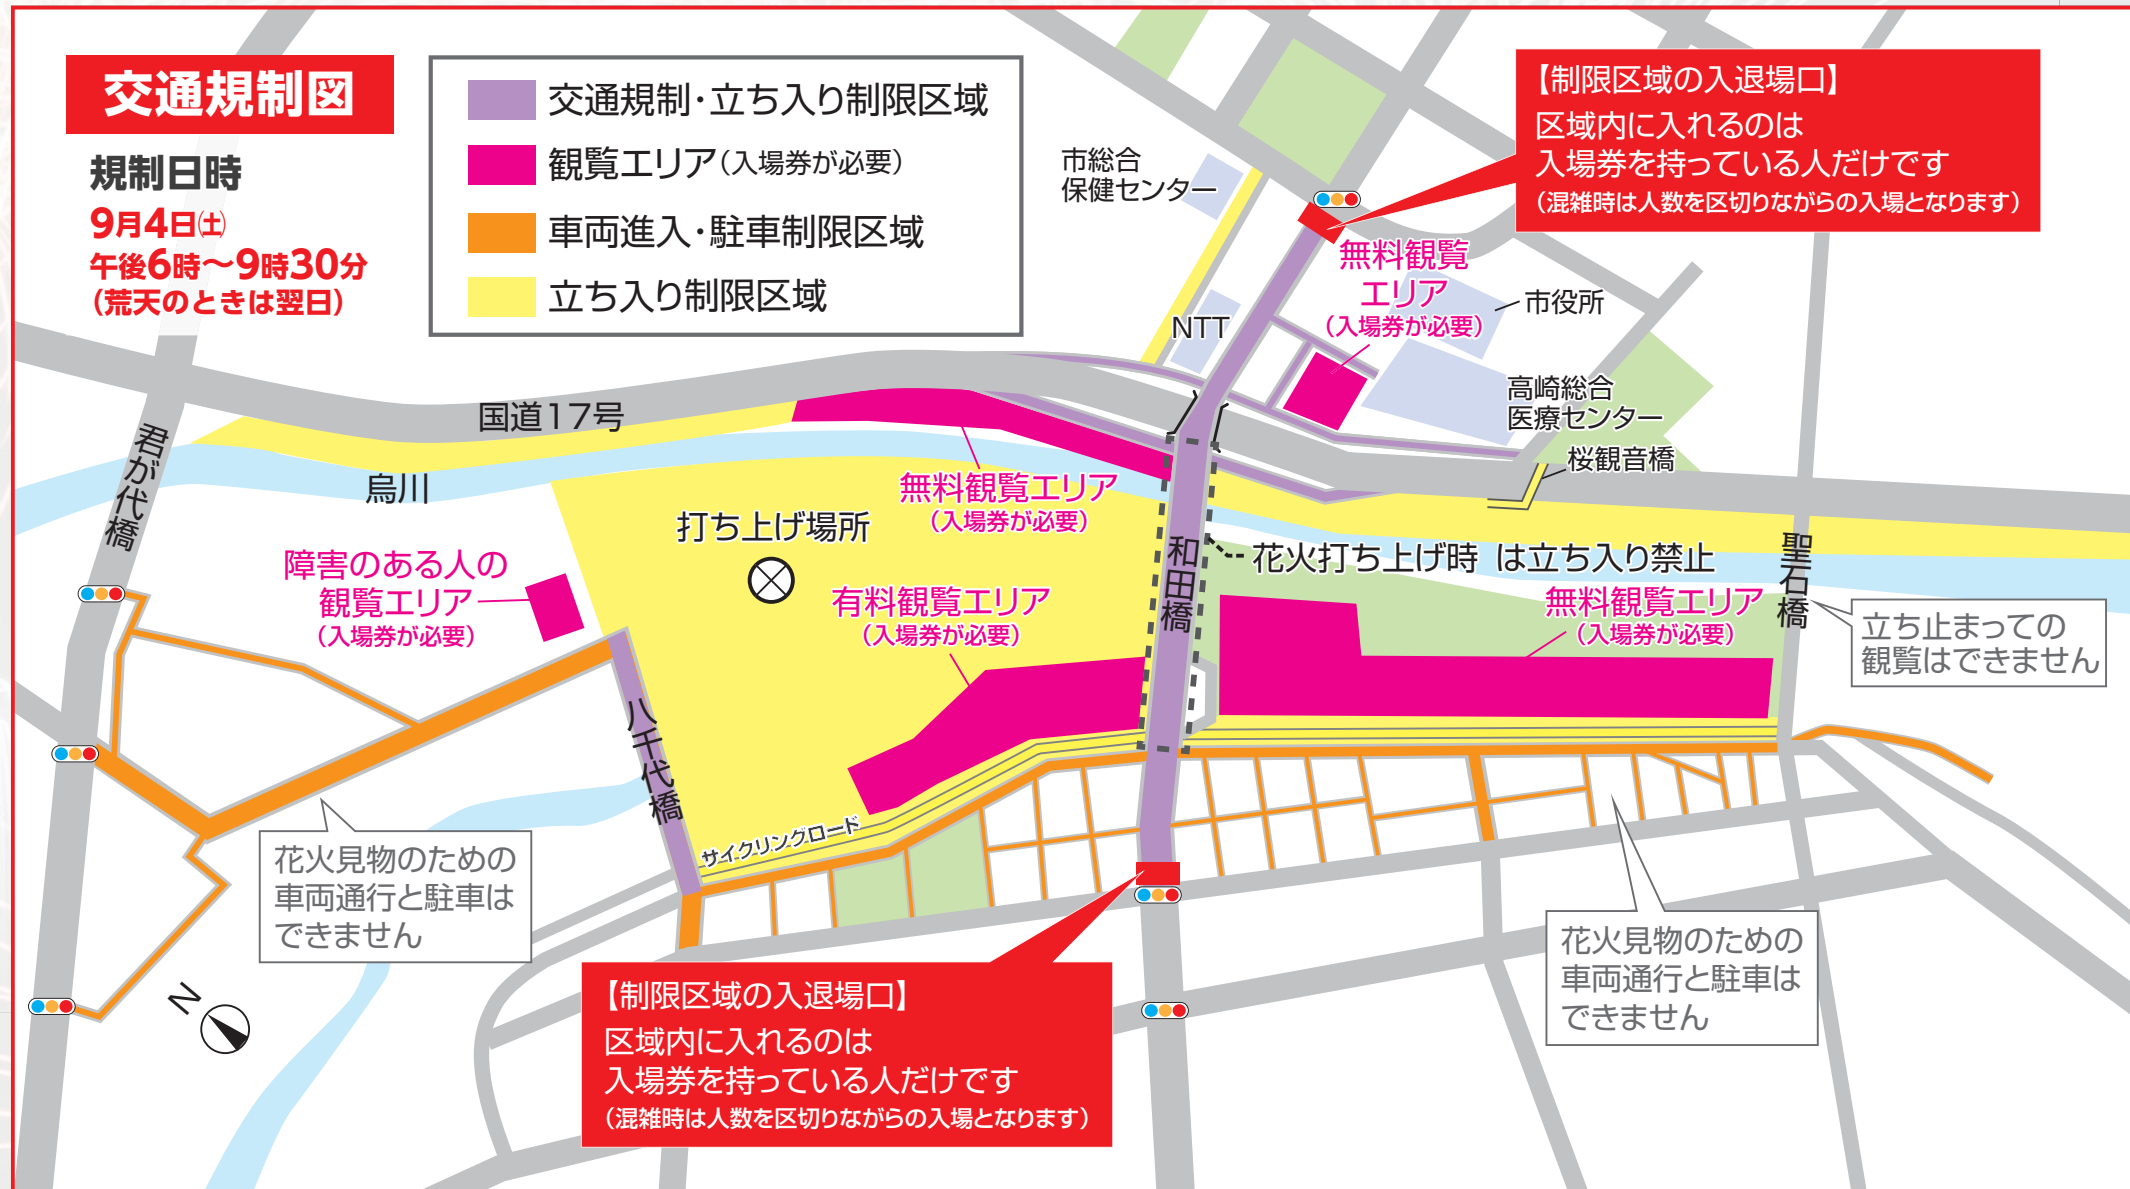 交通規制図
規制日時
9月4日㈯
午後6時～9時30分
(荒天のときは翌日)
交通規制・立ち入り制限区域
観覧エリア(入場券が必要)
車両進入・駐車制限区域
立ち入り制限区域
【制限区域の入退場口】
区域内に入れるのは
入場券を持っている人だけです
(混雑時は人数を区切りながらの入場となります)
市総合
保健センター
無料観覧
エリア
(入場券が必要)
市役所
NTT
高崎総合
医療センター
桜観音橋
国道17号
君が代橋
烏川
無料観覧エリア
(入場券が必要)
打ち上げ場所
和田橋
花火打ち上げ時 は立ち入り禁止
聖石橋
障害のある人の
観覧エリア
(入場券が必要)
有料観覧エリア
(入場券が必要)
無料観覧エリア
(入場券が必要)
立ち止まっての
観覧はできません
八千代橋
サイクリングロード
花火見物のための
車両通行と駐車は
できません
花火見物のための
車両通行と駐車は
できません
N
【制限区域の入退場口】
区域内に入れるのは
入場券を持っている人だけです
(混雑時は人数を区切りながらの入場となります)